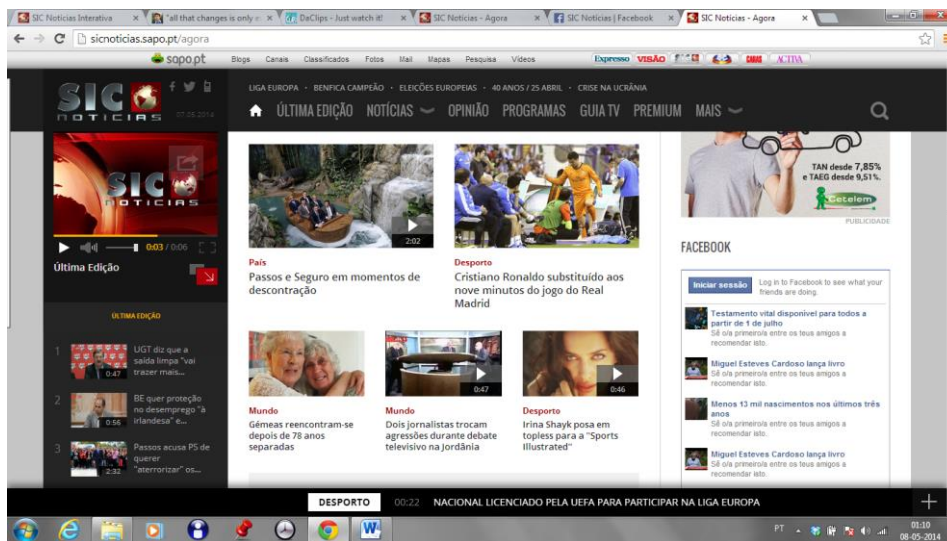 SIC Notícias Interativa
"all that changes is only e
DaClips - Just watch it!
SIC Notícias - Agora
SIC Notícias | Facebook
SIC Notícias - Agora
sicnoticias.sapo.pt/agora
sapo.pt
Blogs Canais Classificados Fotos Mail Mapas Pesquisa Vídeos
Expresso VISÃO CARAS ACTIVA
SIC
NOTÍCIAS
07.05.2014
LIGA EUROPA · BENFICA CAMPEÃO · ELEIÇÕES EUROPEIAS · 40 ANOS / 25 ABRIL · CRISE NA UCRÂNIA
ÚLTIMA EDIÇÃO NOTÍCIAS OPINIÃO PROGRAMAS GUIA TV PREMIUM MAIS
SIC
NOTÍCIAS
0:03 / 0:06
Última Edição
ÚLTIMA EDIÇÃO
1
0:47
UGT diz que a
saída limpa "vai
trazer mais...
2
0:56
BE quer proteção
no desemprego "à
irlandesa" e...
3
2:32
Passos acusa PS de
querer
"aterrorizar" os...
2:02
País
Passos e Seguro em momentos de
descontração
Desporto
Cristiano Ronaldo substituído aos
nove minutos do jogo do Real
Madrid
Mundo
Gémeas reencontram-se
depois de 78 anos
separadas
0:47
Mundo
Dois jornalistas trocam
agressões durante debate
televisivo na Jordânia
0:46
Desporto
Irina Shayk posa em
topless para a "Sports
Illustrated"
TAN desde 7,85%
e TAEG desde 9,51%.
Cetelem
PUBLICIDADE
FACEBOOK
Iniciar sessão
Log in to Facebook to see what your
friends are doing.
Testamento vital disponível para todos a
partir de 1 de julho
Sê o/a primeiro/a entre os teus amigos a
recomendar isto.
Miguel Esteves Cardoso lança livro
Sê o/a primeiro/a entre os teus amigos a
recomendar isto.
Menos 13 mil nascimentos nos últimos três
anos
Sê o/a primeiro/a entre os teus amigos a
recomendar isto.
Miguel Esteves Cardoso lança livro
Sê o/a primeiro/a entre os teus amigos a
recomendar isto.
DESPORTO 00:22 NACIONAL LICENCIADO PELA UEFA PARA PARTICIPAR NA LIGA EUROPA
PT
01:10
08-05-2014